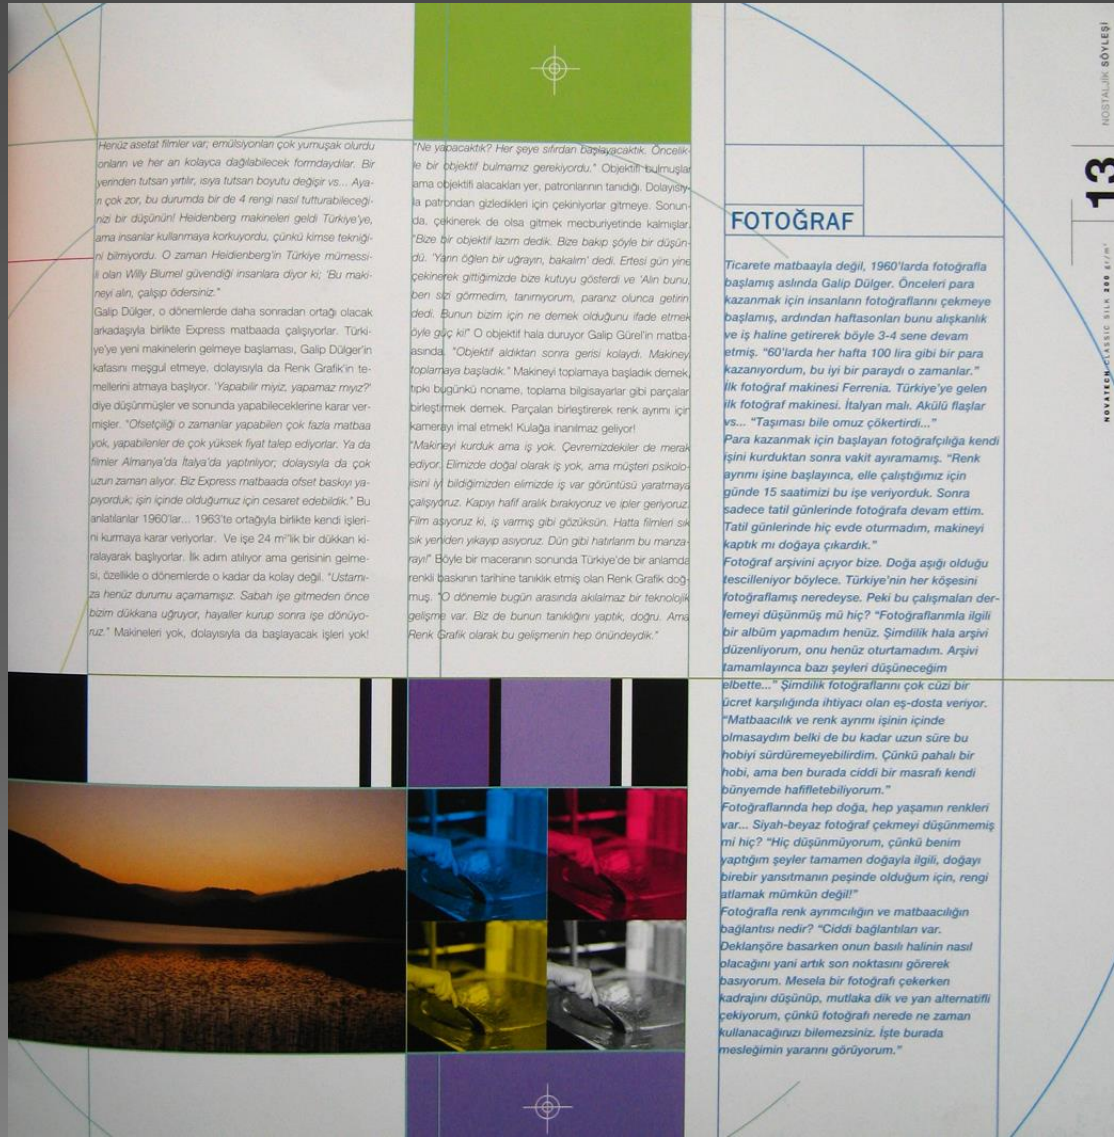 Henüz asetat filmler var; emülsiyonları çok yumuşak olurdu
onların ve her an kolayca dağılabilecek formdaydılar. Bir
yerinden tutsan yırtılır, ısıya tutsan boyutu değişir vs... Aya-
rı çok zor, bu durumda bir de 4 rengi nasıl tutturabileceği-
nizi bir düşünün! Heidenberg makineleri geldi Türkiye'ye,
ama insanlar kullanmaya korkuyordu, çünkü kimse tekniği-
ni bilmiyordu. O zaman Heidienberg'in Türkiye mümessi-
li olan Willy Blumel güvendiği insanlara diyor ki; 'Bu maki-
neyi alın, çalışıp ödersiniz."
Galip Dülger, o dönemlerde daha sonradan ortağı olacak
arkadaşıyla birlikte Express matbaada çalışıyorlar. Türki-
ye'ye yeni makinelerin gelmeye başlaması, Galip Dülger'in
kafasını meşgul etmeye, dolayısıyla da Renk Grafik'in te-
mellerini atmaya başlıyor. 'Yapabilir miyiz, yapamaz mıyız?'
diye düşünmüşler ve sonunda yapabileceklerine karar ver-
mişler. "Ofsetçiliği o zamanlar yapabilen çok fazla matbaa
yok, yapabilenler de çok yüksek fiyat talep ediyorlar. Ya da
filmler Almanya'da İtalya'da yaptırılıyor; dolaysıyla da çok
uzun zaman alıyor. Biz Express matbaada ofset baskıyı ya-
pıyorduk; işin içinde olduğumuz için cesaret edebildik." Bu
anlatılanlar 1960'lar... 1963'te ortağıyla birlikte kendi işleri-
ni kurmaya karar veriyorlar. Ve işe 24 m²'lik bir dükkan ki-
ralayarak başlıyorlar. İlk adım atılıyor ama gerisinin gelme-
si, özellikle o dönemlerde o kadar da kolay değil. "Ustamı-
za henüz durumu açamamışız. Sabah işe gitmeden önce
bizim dükkana uğruyor, hayaller kurup sonra işe dönüyo-
ruz." Makineleri yok, dolayısıyla da başlayacak işleri yok!
"Ne yapacaktık? Her şeye sıfırdan başlayacaktık. Öncelik-
le bir objektif bulmamız gerekiyordu." Objektifi bulmuşlar
ama objektifi alacakları yer, patronlarının tanıdığı. Dolayısıy-
la patrondan gizledikleri için çekiniyorlar gitmeye. Sonun-
da, çekinerek de olsa gitmek mecburiyetinde kalmışlar.
"Bize bir objektif lazım dedik. Bize bakıp şöyle bir düşün-
dü. 'Yarın öğlen bir uğrayın, bakalım' dedi. Ertesi gün yine
çekinerek gittiğimizde bize kutuyu gösterdi ve 'Alın bunu,
ben sizi görmedim, tanımıyorum, paranız olunca getirin'
dedi. Bunun bizim için ne demek olduğunu ifade etmek
öyle güç ki!" O objektif hala duruyor Galip Gürel'in matba-
asında. "Objektif aldıktan sonra gerisi kolaydı. Makineyi
toplamaya başladık." Makineyi toplamaya başladık demek,
tıpkı bugünkü noname, toplama bilgisayarlar gibi parçaları
birleştirmek demek. Parçaları birleştirerek renk ayrımı için
kamerayı imal etmek! Kulağa inanılmaz geliyor!
"Makineyi kurduk ama iş yok. Çevremizdekiler de merak
ediyor. Elimizde doğal olarak iş yok, ama müşteri psikolo-
jisini iyi bildiğimizden elimizde iş var görüntüsü yaratmaya
çalışıyoruz. Kapıyı hafif aralık bırakıyoruz ve ipler geriyoruz.
Film asıyoruz ki, iş varmış gibi gözüksün. Hatta filmleri sık
sık yeniden yıkayıp asıyoruz. Dün gibi hatırlarım bu manza-
rayı!" Böyle bir maceranın sonunda Türkiye'de bir anlamda
renkli baskının tarihine tanıklık etmiş olan Renk Grafik doğ-
muş. "O dönemle bugün arasında akılalmaz bir teknolojik
gelişme var. Biz de bunun tanıklığını yaptık, doğru. Ama
Renk Grafik olarak bu gelişmenin hep önündeydik."
FOTOĞRAF
Ticarete matbaayla değil, 1960'larda fotoğrafla
başlamış aslında Galip Dülger. Önceleri para
kazanmak için insanların fotoğraflarını çekmeye
başlamış, ardından haftasonları bunu alışkanlık
ve iş haline getirerek böyle 3-4 sene devam
etmiş. "60'larda her hafta 100 lira gibi bir para
kazanıyordum, bu iyi bir paraydı o zamanlar."
İlk fotoğraf makinesi Ferrenia. Türkiye'ye gelen
ilk fotoğraf makinesi. İtalyan malı. Akülü flaşlar
vs... "Taşıması bile omuz çökertirdi..."
Para kazanmak için başlayan fotoğrafçılığa kendi
işini kurduktan sonra vakit ayıramamış. "Renk
ayrımı işine başlayınca, elle çalıştığımız için
günde 15 saatimizi bu işe veriyorduk. Sonra
sadece tatil günlerinde fotoğrafa devam ettim.
Tatil günlerinde hiç evde oturmadım, makineyi
kaptık mı doğaya çıkardık."
Fotoğraf arşivini açıyor bize. Doğa aşığı olduğu
tescilleniyor böylece. Türkiye'nin her köşesini
fotoğraflamış neredeyse. Peki bu çalışmaları der-
lemeyi düşünmüş mü hiç? "Fotoğraflarımla ilgili
bir albüm yapmadım henüz. Şimdilik hala arşivi
düzenliyorum, onu henüz oturtamadım. Arşivi
tamamlayınca bazı şeyleri düşüneceğim
elbette..." Şimdilik fotoğraflarını çok cüzi bir
ücret karşılığında ihtiyacı olan eş-dosta veriyor.
"Matbaacılık ve renk ayrımı işinin içinde
olmasaydım belki de bu kadar uzun süre bu
hobiyi sürdüremeyebilirdim. Çünkü pahalı bir
hobi, ama ben burada ciddi bir masrafı kendi
bünyemde hafifletebiliyorum."
Fotoğraflarında hep doğa, hep yaşamın renkleri
var... Siyah-beyaz fotoğraf çekmeyi düşünmemiş
mi hiç? "Hiç düşünmüyorum, çünkü benim
yaptığım şeyler tamamen doğayla ilgili, doğayı
birebir yansıtmanın peşinde olduğum için, rengi
atlamak mümkün değil!"
Fotoğrafla renk ayrımcılığın ve matbaacılığın
bağlantısı nedir? "Ciddi bağlantıları var.
Deklanşöre basarken onun basılı halinin nasıl
olacağını yani artık son noktasını görerek
basıyorum. Mesela bir fotoğrafı çekerken
kadrajını düşünüp, mutlaka dik ve yan alternatifli
çekiyorum, çünkü fotoğrafı nerede ne zaman
kullanacağınızı bilemezsiniz. İşte burada
mesleğimin yararını görüyorum."
NOSTALJİK SÖYLEŞİ
13
NOVATECH CLASSIC SILK 200 gr/m²